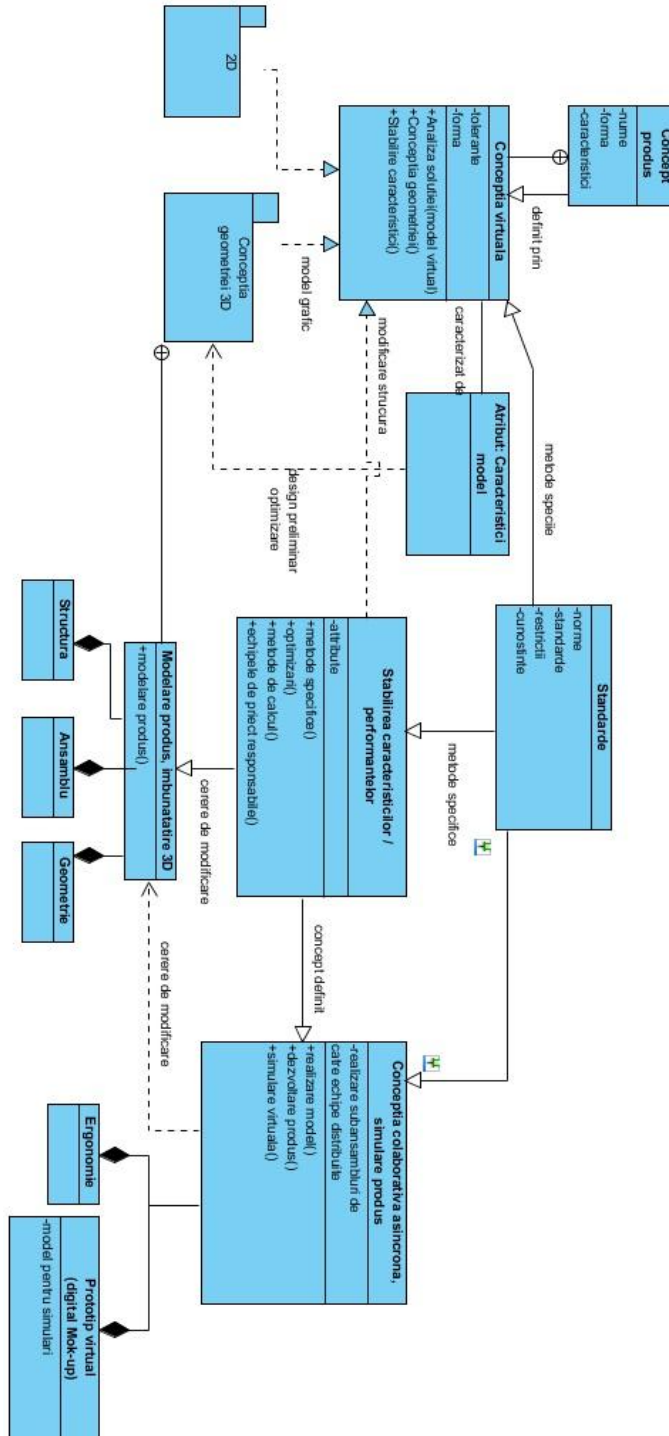 Concept
produs
-nume
-forma
-caracteristici
definit prin
Conceptia virtuala
-tolerante
-forma
+Analiza solutiei(model virtual)
+Conceptia geometriei()
+Stabilire caracteristici()
2D
Conceptia
geometriei 3D
model grafic
modificare strucura
caracterizat de
Atribut: Caracteristici
model
metode speciie
design preliminar
optimizare
Standarde
-norme
-standarde
-restrictii
-cunostinte
metode specifice
Stabilirea caracteristicilor /
performantelor
-attribute
+metode specifice()
+optimizari()
+metode de calcul()
+echipele de priect responsabile()
cerere de modificare
concept definit
Modelare produs, imbunatatire 3D
+modelare produs()
Structura
Ansamblu
Geometrie
cerere de modificare
Conceptia colaborativa asincrona,
simulare produs
-realizare subansambluri de
catre echipe distribuite
+realizare model()
+dezvoltare produs()
+simulare virtuala()
Ergonomie
Prototip virtual
(digital Mok-up)
-model pentru simulari